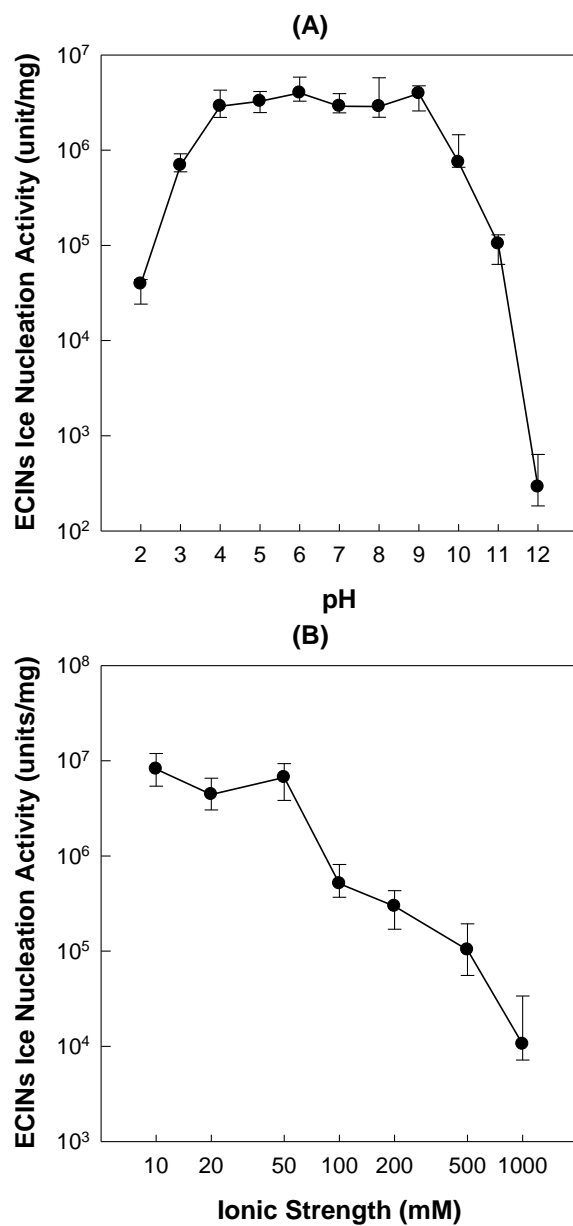 (A)
ECINs Ice Nucleation Activity (unit/mg)
10⁷
10⁶
10⁵
10⁴
10³
10²
2 3 4 5 6 7 8 9 10 11 12
pH
(B)
ECINs Ice Nucleation Activity (units/mg)
10⁸
10⁷
10⁶
10⁵
10⁴
10³
10 20 50 100 200 500 1000
Ionic Strength (mM)